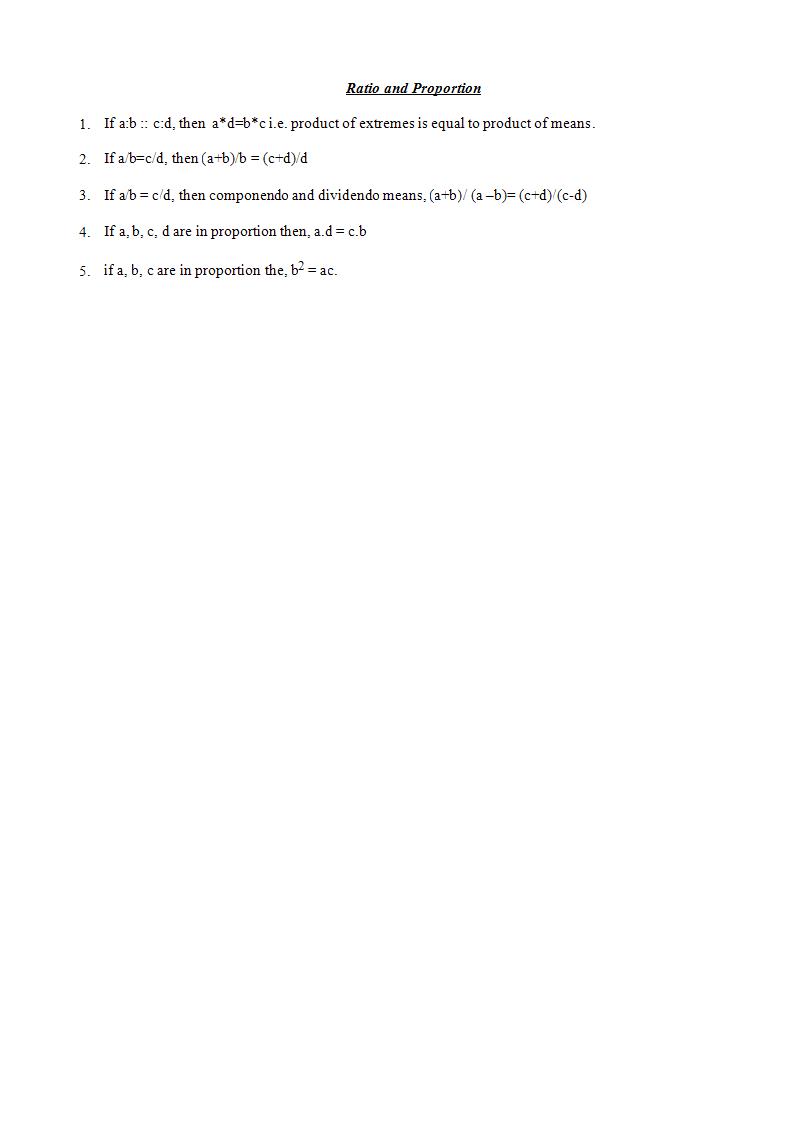 Ratio and Proportion
1. If a:b :: c:d, then a*d=b*c i.e. product of extremes is equal to product of means.
2. If a/b=c/d, then (a+b)/b = (c+d)/d
3. If a/b = c/d, then componendo and dividendo means, (a+b)/ (a –b)= (c+d)/(c-d)
4. If a, b, c, d are in proportion then, a.d = c.b
5. if a, b, c are in proportion the, b² = ac.